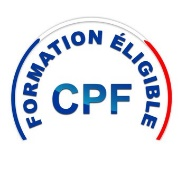 FORMATION ÉLIGIBLE
CPF